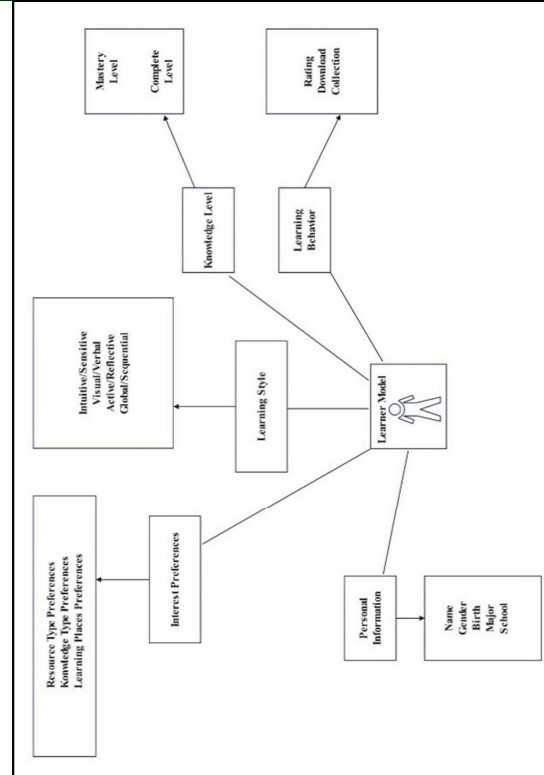 Resource Type Preferences
Konwledge Type Preferences
Learning Places Preferences
Interest Preferences
Intuitive/Sensitive
Visual/Verbal
Active/Reflective
Global/Sequential
Learning Style
Mastery
Level
Complete
Level
Knowledge Level
Rating
Download
Collection
Learning
Behavior
Learner Model
Personal
Information
Name
Gender
Birth
Major
School